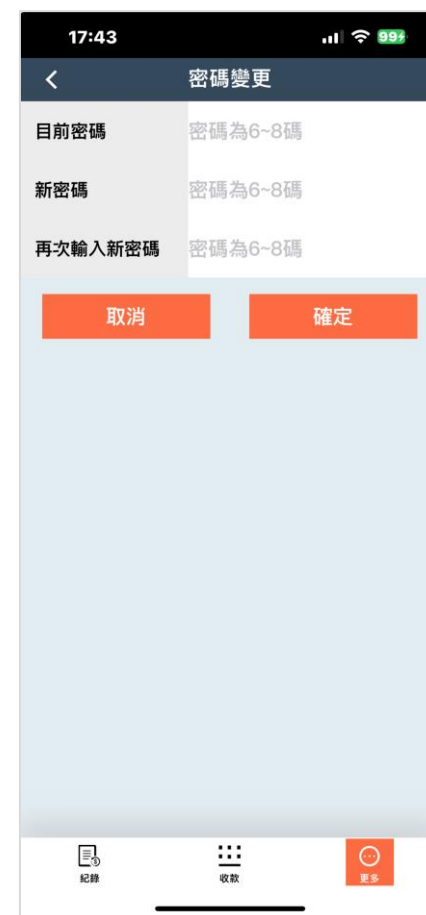 17:43
99
密碼變更
目前密碼 密碼為6~8碼
新密碼 密碼為6~8碼
再次輸入新密碼 密碼為6~8碼
取消 確定
紀錄 收款 更多